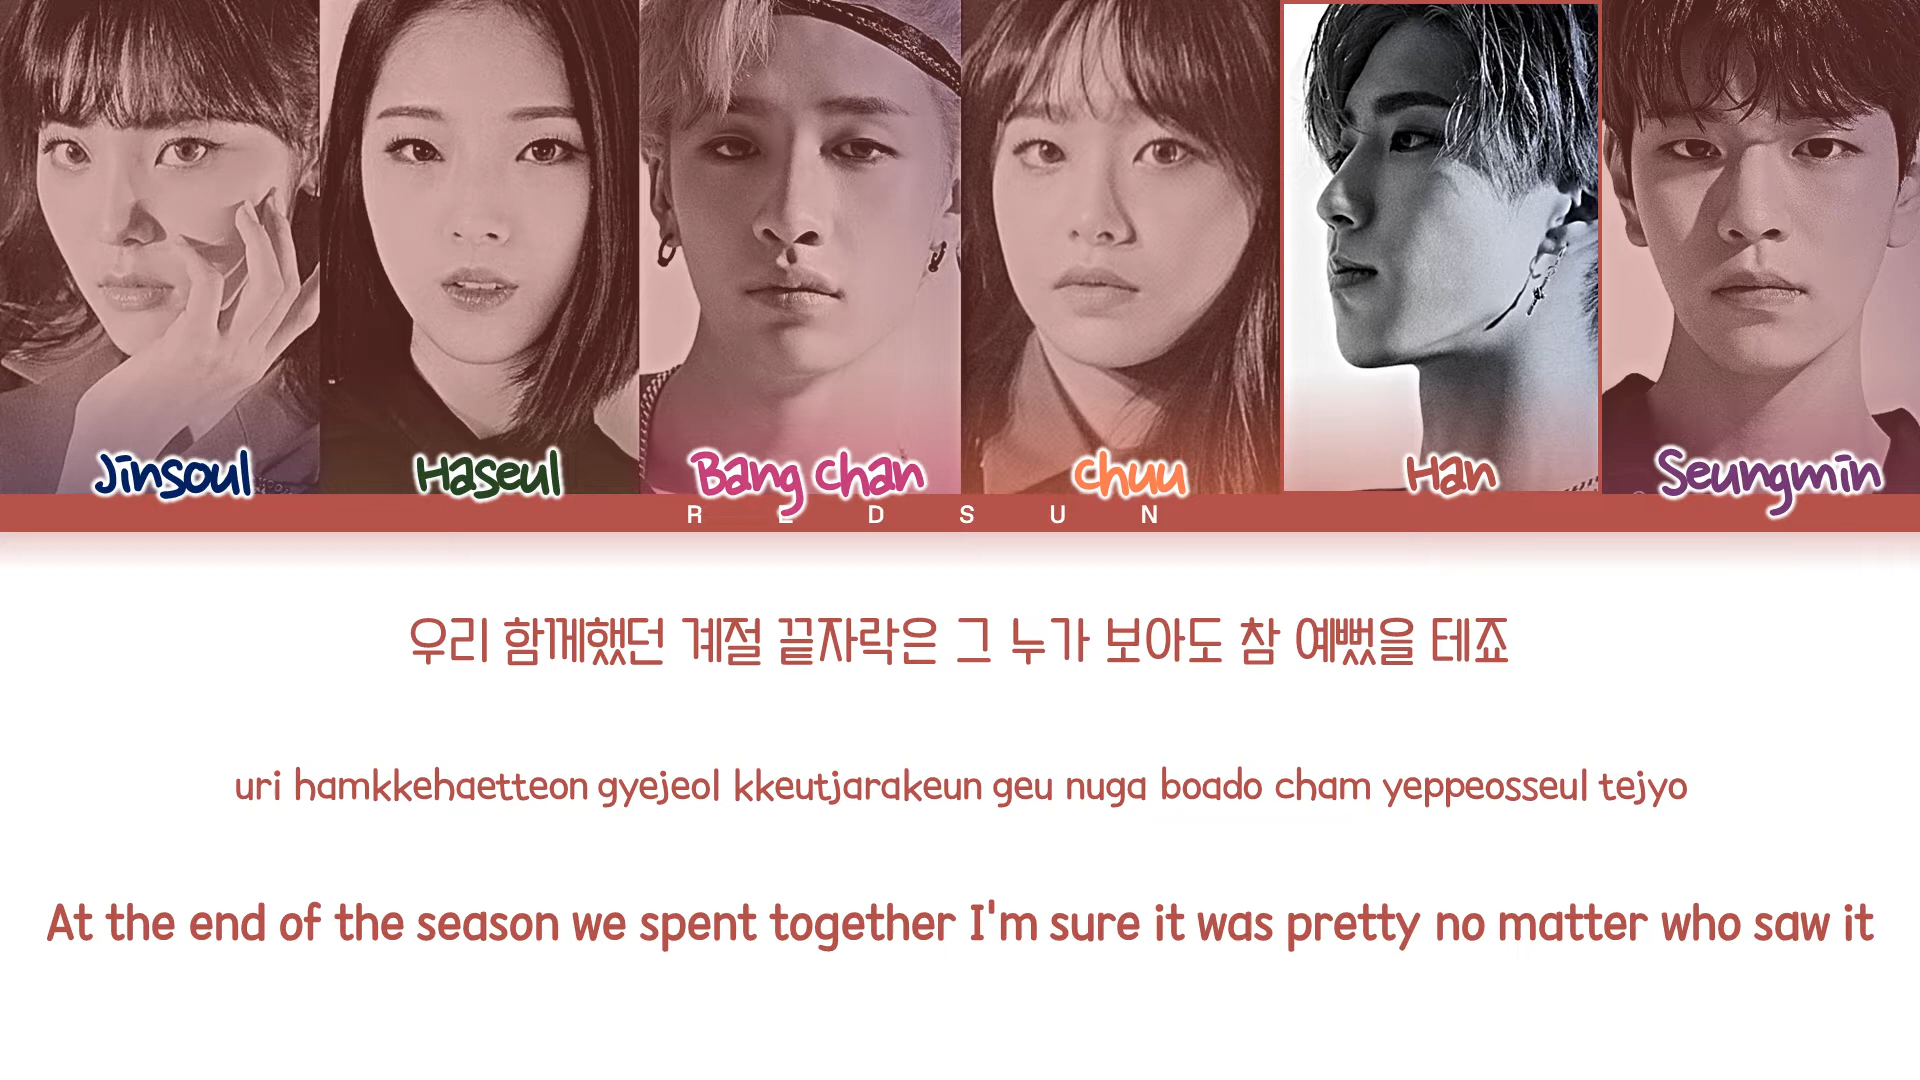 Jinsoul Haseul Bang Chan Chuu Han Seungmin
REDSUN
우리 함께했던 계절 끝자락은 그 누가 보아도 참 예뻤을 테죠
uri hamkkehaetteon gyejeol kkeutjarakeun geu nuga boado cham yeppeosseul tejyo
At the end of the season we spent together I'm sure it was pretty no matter who saw it